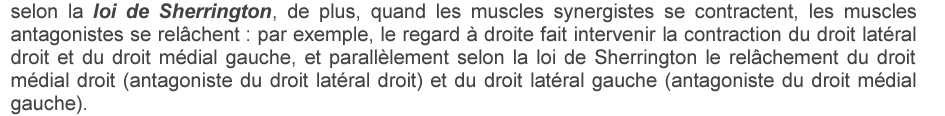 selon la loi de Sherrington, de plus, quand les muscles synergistes se contractent, les muscles
antagonistes se relâchent : par exemple, le regard à droite fait intervenir la contraction du droit latéral
droit et du droit médial gauche, et parallèlement selon la loi de Sherrington le relâchement du droit
médial droit (antagoniste du droit latéral droit) et du droit latéral gauche (antagoniste du droit médial
gauche).